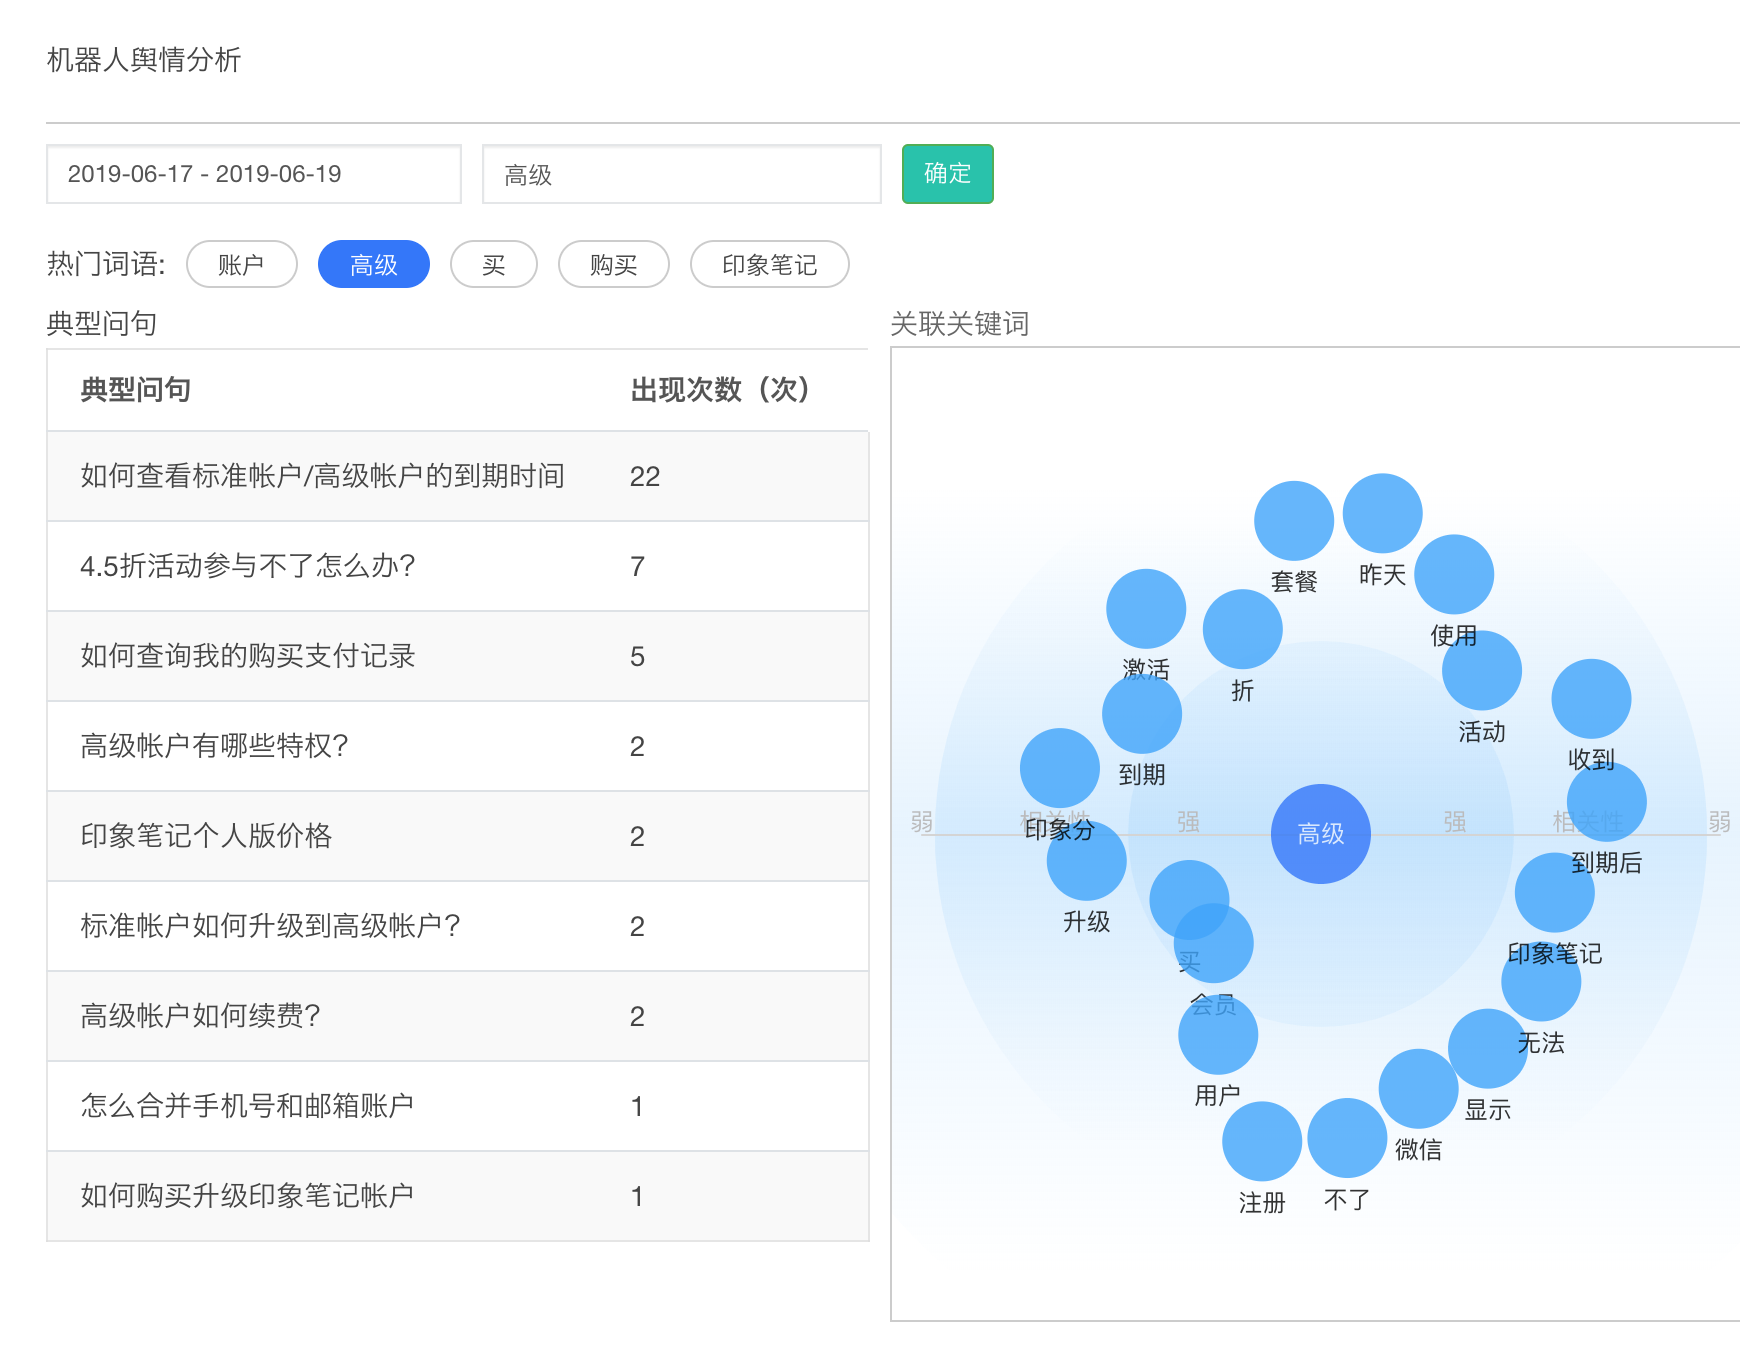 机器人舆情分析
2019-06-17 - 2019-06-19
高级
确定
热门词语:
账户
高级
买
购买
印象笔记
典型问句
典型问句 出现次数（次）
如何查看标准帐户/高级帐户的到期时间 22
4.5折活动参与不了怎么办? 7
如何查询我的购买支付记录 5
高级帐户有哪些特权? 2
印象笔记个人版价格 2
标准帐户如何升级到高级帐户? 2
高级帐户如何续费? 2
怎么合并手机号和邮箱账户 1
如何购买升级印象笔记帐户 1
关联关键词
套餐
昨天
使用
激活
折
活动
收到
到期
弱
相关性
强
高级
强
相关性
弱
印象分
到期后
升级
印象笔记
买
会员
无法
用户
显示
微信
注册
不了